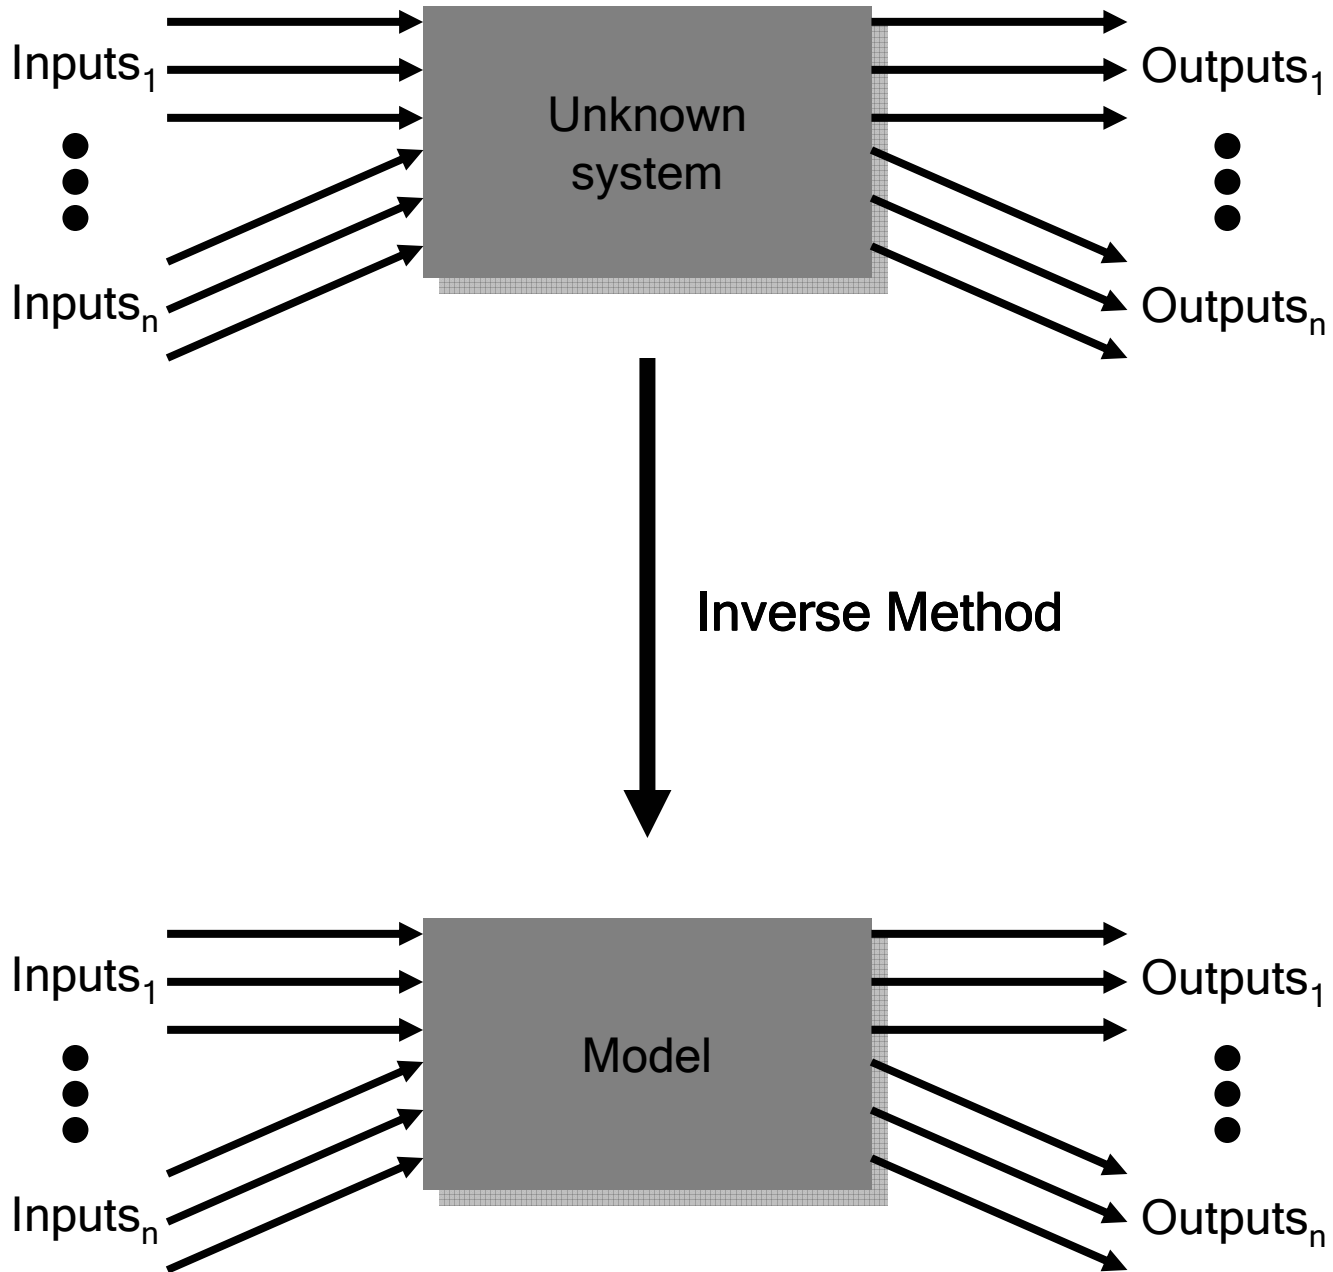 Inputs₁
Unknown
system
Outputs₁
Inputsₙ
Outputsₙ
Inverse Method
Inputs₁
Model
Outputs₁
Inputsₙ
Outputsₙ